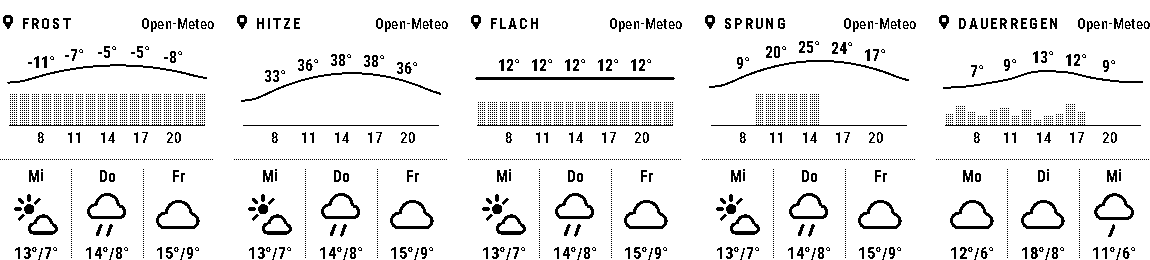 FROST Open-Meteo
-11° -7° -5° -5° -8°
8 11 14 17 20
Mi Do Fr
13°/7° 14°/8° 15°/9°
HITZE Open-Meteo
33° 36° 38° 38° 36°
8 11 14 17 20
Mi Do Fr
13°/7° 14°/8° 15°/9°
FLACH Open-Meteo
12° 12° 12° 12° 12°
8 11 14 17 20
Mi Do Fr
13°/7° 14°/8° 15°/9°
SPRUNG Open-Meteo
9° 20° 25° 24° 17°
8 11 14 17 20
Mi Do Fr
13°/7° 14°/8° 15°/9°
DAUERREGEN Open-Meteo
7° 9° 13° 12° 9°
8 11 14 17 20
Mo Di Mi
12°/6° 18°/8° 11°/6°